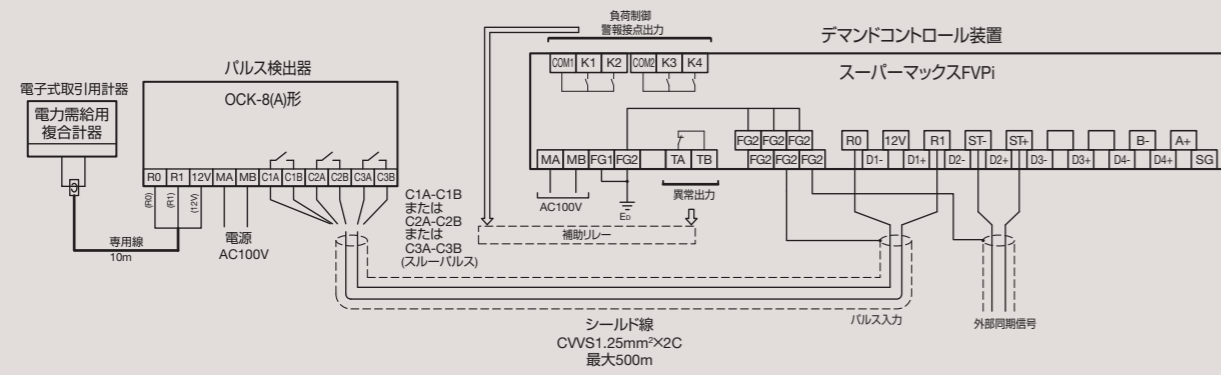 負荷制御
警報接点出力
デマンドコントロール装置
スーパーマックスFVPi
COM1 K1 K2 COM2 K3 K4
パルス検出器
OCK-8(A)形
電子式取引用計器
電力需給用
複合計器
R0 R1 12V MA MB C1A C1B C2A C2B C3A C3B
(R0) (R1) (12V)
専用線
10m
電源
AC100V
C1A-C1B
または
C2A-C2B
または
C3A-C3B
(スルーパルス)
MA MB FG1 FG2 TA TB
AC100V
ED
異常出力
補助リレー
FG2 FG2 FG2
FG2 FG2 FG2
R0 12V R1 ST- ST+ B- A+
D1- D1+ D2- D2+ D3- D3+ D4- D4+ SG
シールド線
CVVS1.25mm²×2C
最大500m
パルス入力
外部同期信号